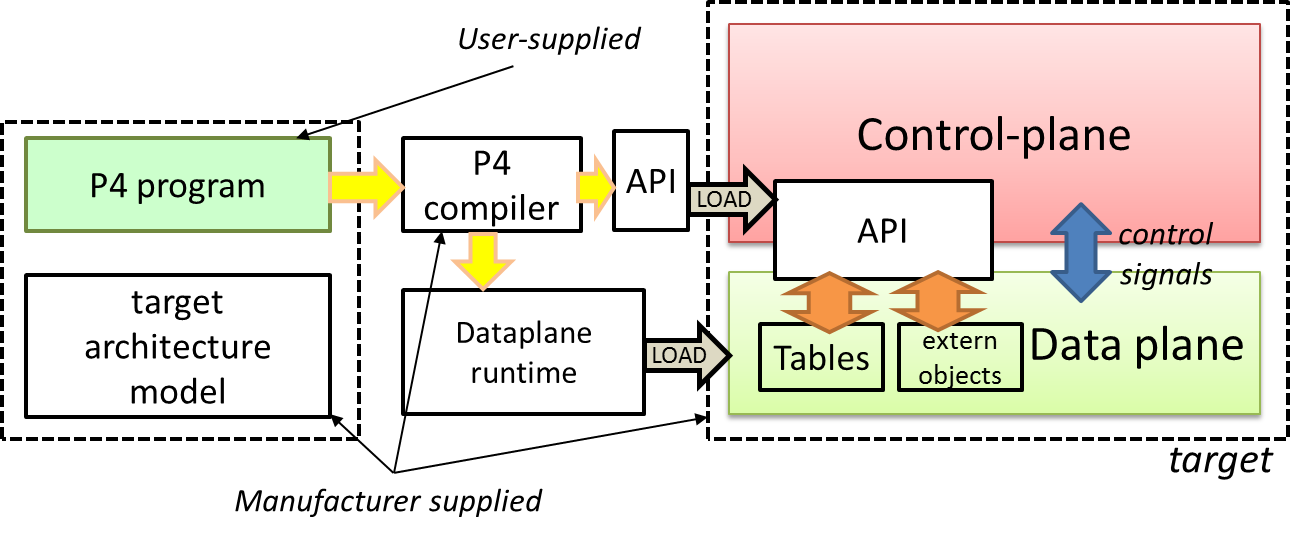 User-supplied
P4 program
P4
compiler
API
LOAD
Control-plane
API
control
signals
target
architecture
model
Dataplane
runtime
LOAD
Tables
extern
objects
Data plane
Manufacturer supplied
target